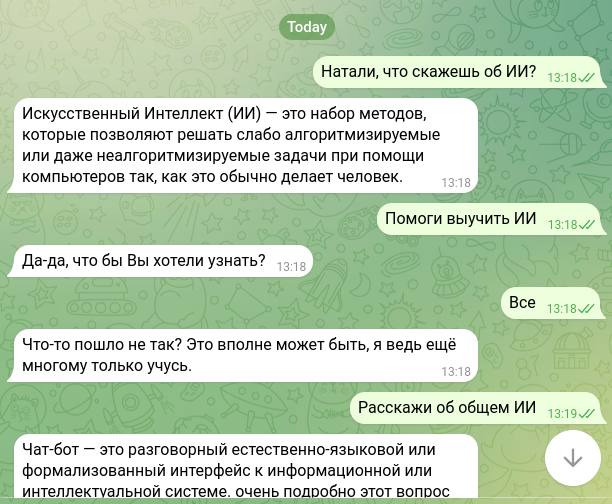 Today
Натали, что скажешь об ИИ? 13:18
Искусственный Интеллект (ИИ) — это набор методов,
которые позволяют решать слабо алгоритмизируемые
или даже неалгоритмизируемые задачи при помощи
компьютеров так, как это обычно делает человек. 13:18
Помоги выучить ИИ 13:18
Да-да, что бы Вы хотели узнать? 13:18
Все 13:18
Что-то пошло не так? Это вполне может быть, я ведь ещё
многому только учусь. 13:18
Расскажи об общем ИИ 13:19
Чат-бот — это разговорный естественно-языковой или
формализованный интерфейс к информационной или
интеллектуальной системе. очень подробно этот вопрос